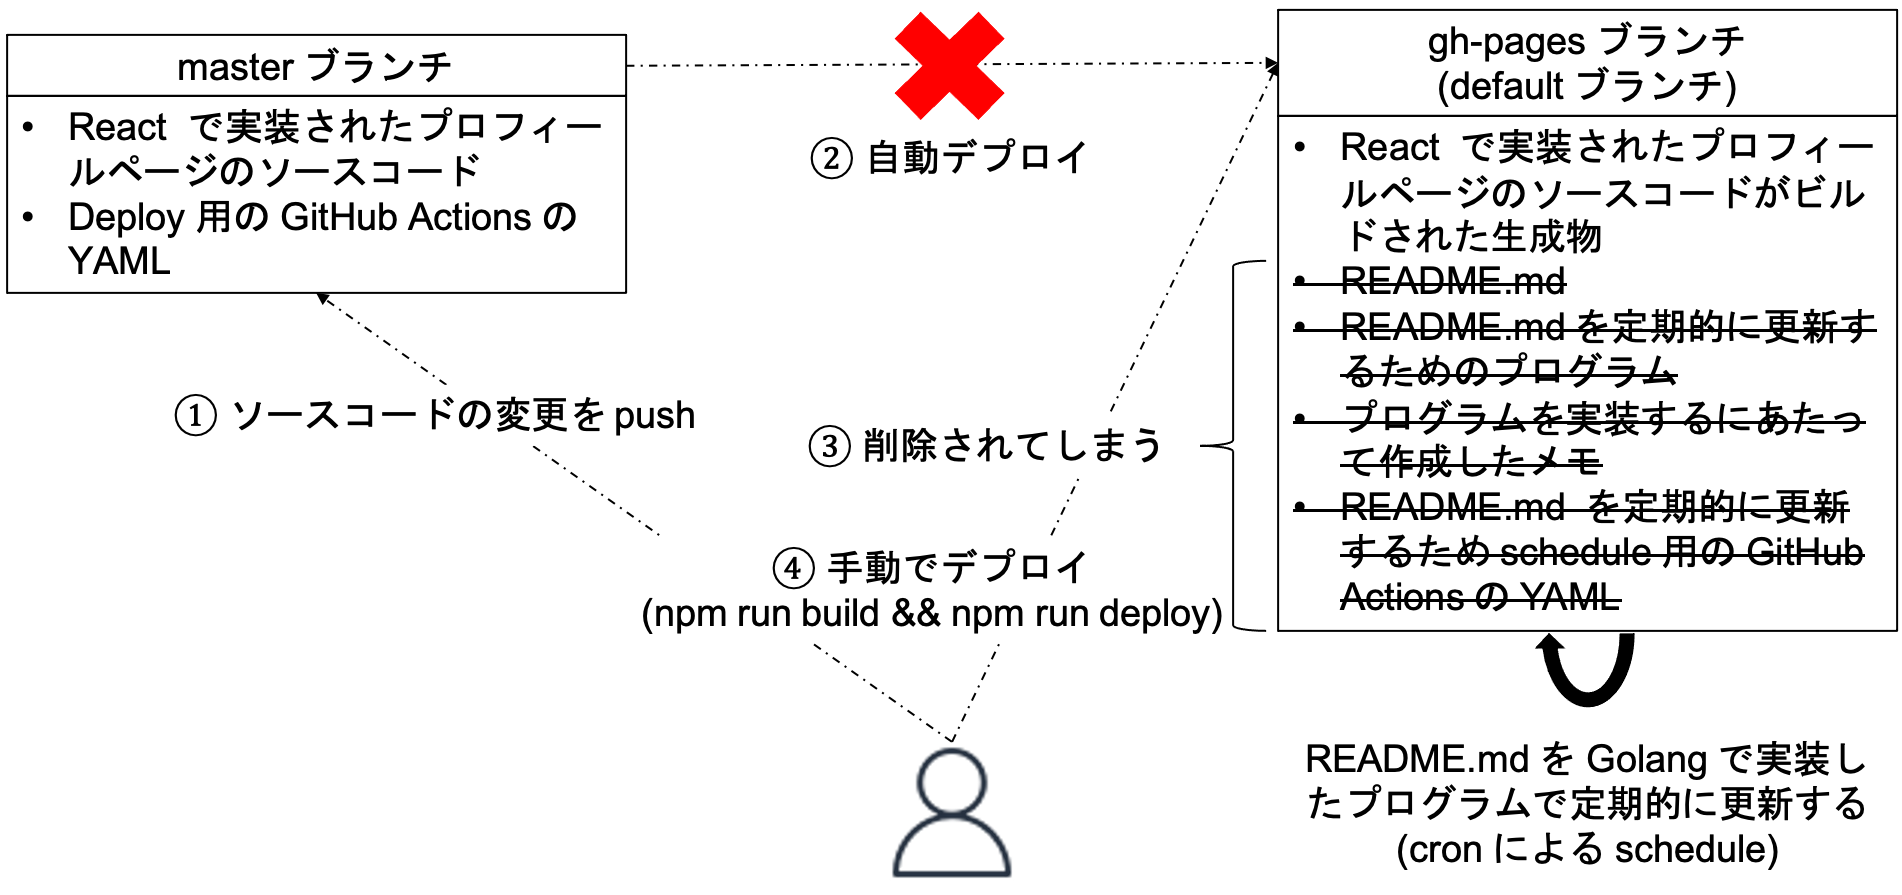 master ブランチ
• React で実装されたプロフィー
ルページのソースコード
• Deploy 用の GitHub Actions の
YAML
② 自動デプロイ
gh-pages ブランチ
(default ブランチ)
• React で実装されたプロフィー
ルページのソースコードがビル
ドされた生成物
• README.md
• README.md を定期的に更新す
るためのプログラム
• プログラムを実装するにあたっ
て作成したメモ
• README.md を定期的に更新
するため schedule 用の GitHub
Actions の YAML
① ソースコードの変更を push
③ 削除されてしまう
④ 手動でデプロイ
(npm run build && npm run deploy)
README.md を Golang で実装し
たプログラムで定期的に更新する
(cron による schedule)